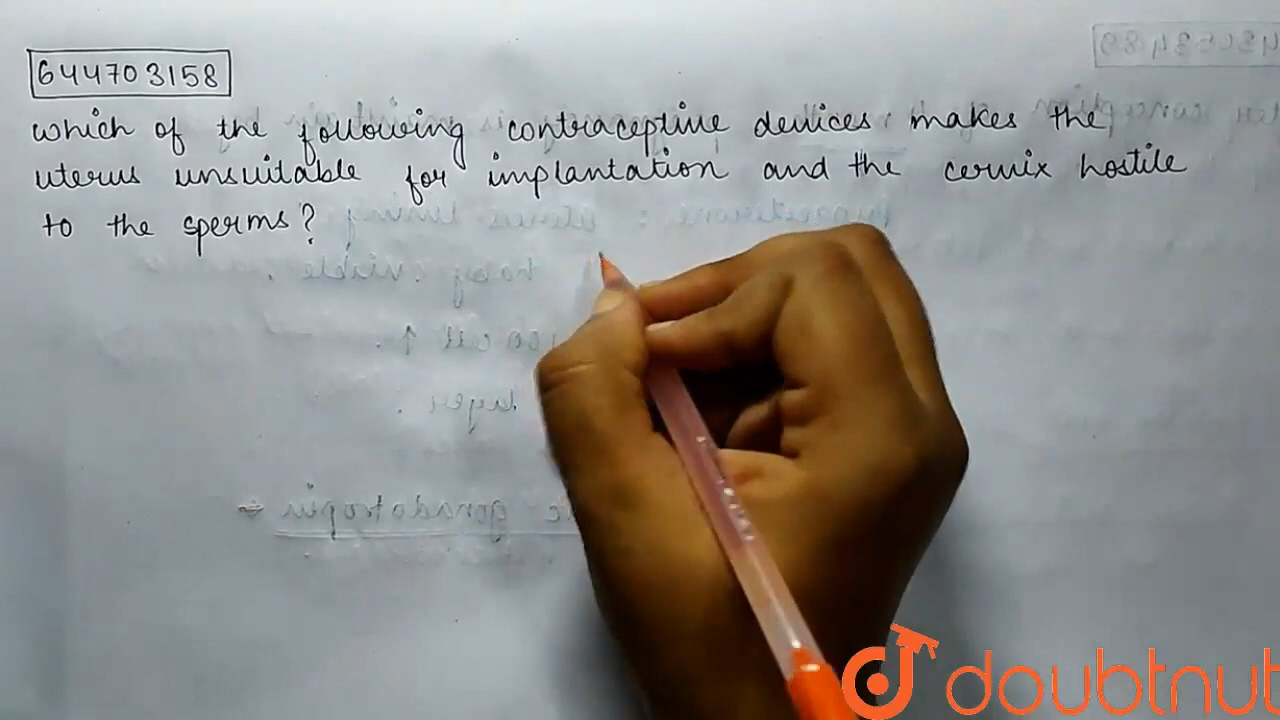 644703158
which of the following contraceptive devices makes the
uterus unsuitable for implantation and the cervix hostile
to the sperms?
doubtnut